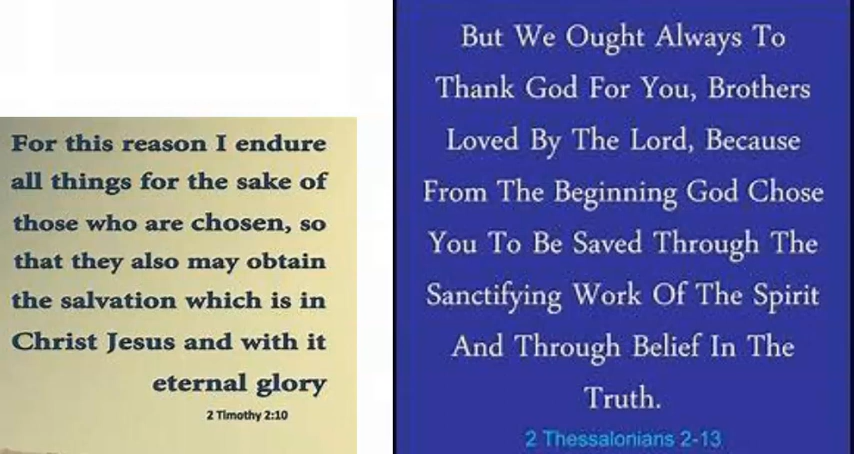 For this reason I endure
all things for the sake of
those who are chosen, so
that they also may obtain
the salvation which is in
Christ Jesus and with it
eternal glory
2 Timothy 2:10
But We Ought Always To
Thank God For You, Brothers
Loved By The Lord, Because
From The Beginning God Chose
You To Be Saved Through The
Sanctifying Work Of The Spirit
And Through Belief In The
Truth.
2 Thessalonians 2-13